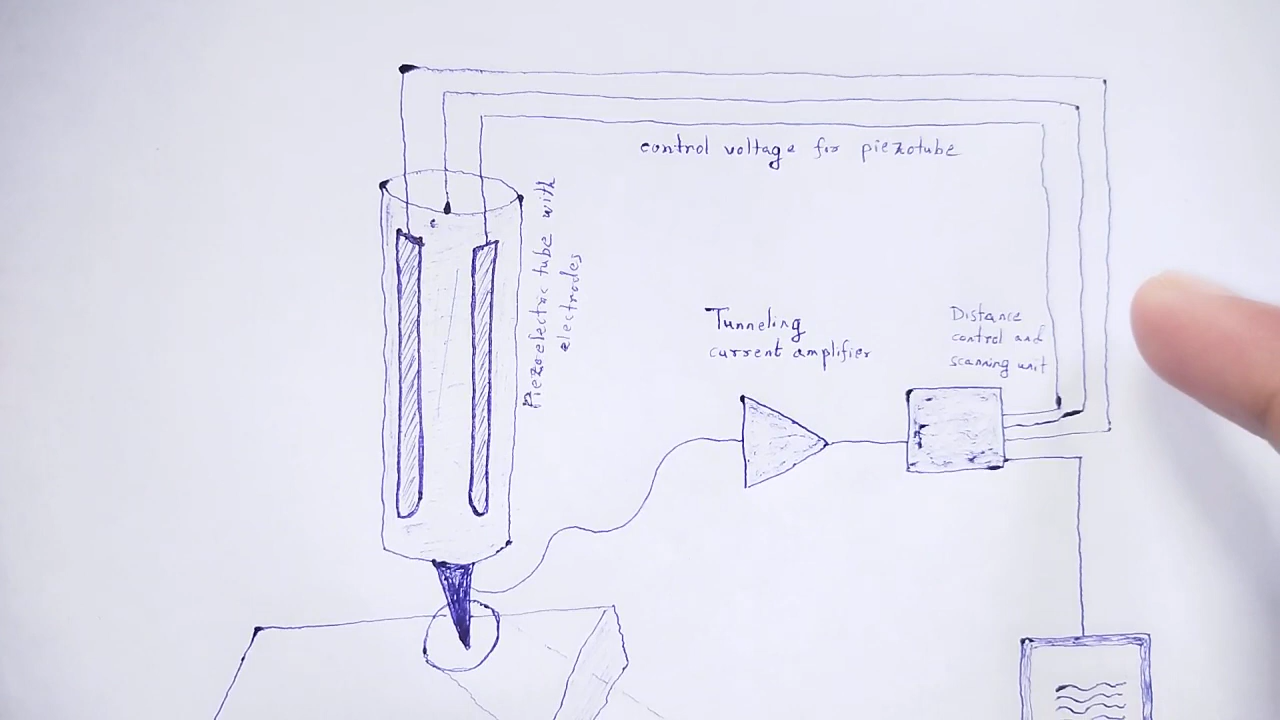 control voltage for piezotube
Piezoelectric tube with
electrodes
Tunneling
current amplifier
Distance
control and
scanning unit